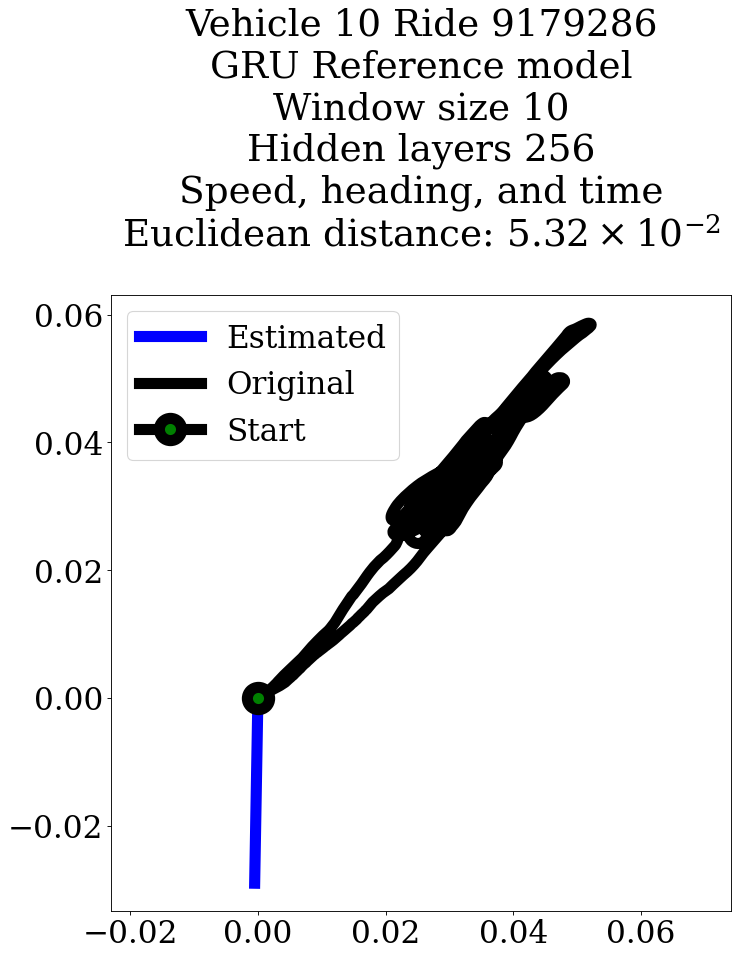 Vehicle 10 Ride 9179286
GRU Reference model
Window size 10
Hidden layers 256
Speed, heading, and time
Euclidean distance: 5.32 × 10⁻²
Estimated
Original
Start
0.06
0.04
0.02
0.00
−0.02
−0.02 0.00 0.02 0.04 0.06